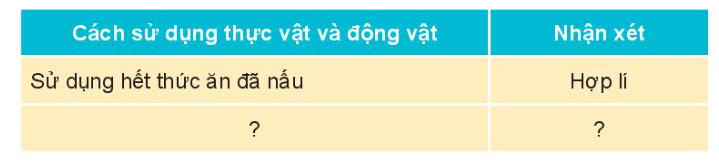 Cách sử dụng thực vật và động vật Nhận xét
Sử dụng hết thức ăn đã nấu Hợp lí
? ?